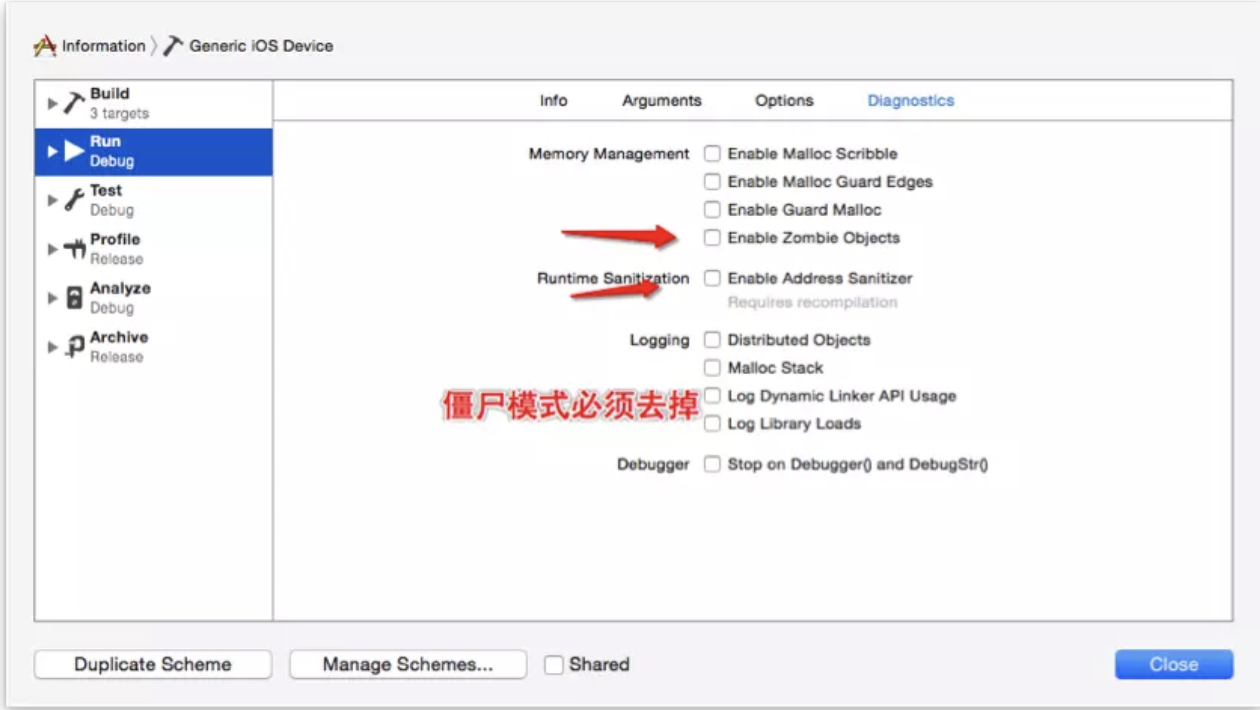 Information 〉 Generic iOS Device
Build
3 targets
Run
Debug
Test
Debug
Profile
Release
Analyze
Debug
Archive
Release
Info Arguments Options Diagnostics
Memory Management Enable Malloc Scribble
Enable Malloc Guard Edges
Enable Guard Malloc
Enable Zombie Objects
Runtime Sanitization Enable Address Sanitizer
Requires recompilation
Logging Distributed Objects
Malloc Stack
僵尸模式必须去掉 Log Dynamic Linker API Usage
Log Library Loads
Debugger Stop on Debugger() and DebugStr()
Duplicate Scheme Manage Schemes... Shared Close